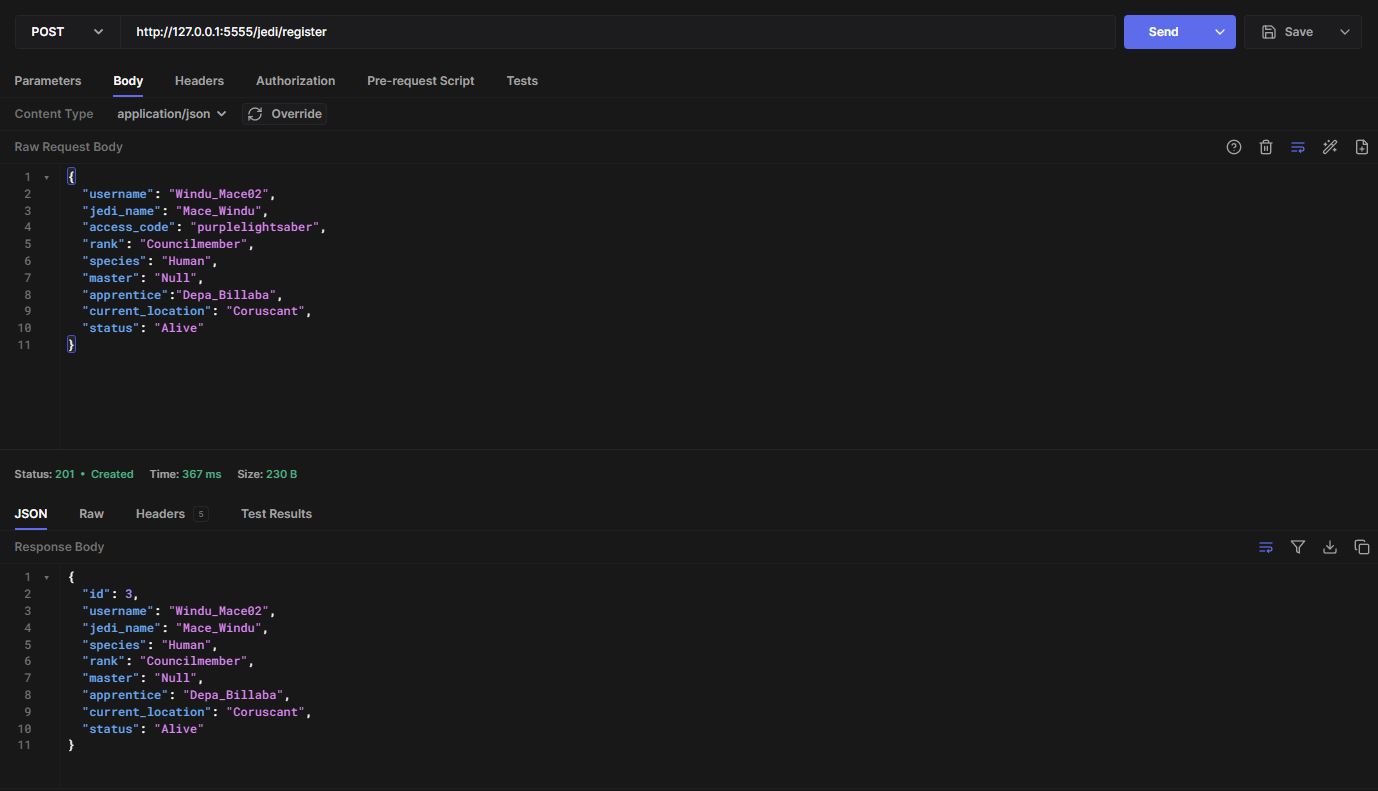 POST http://127.0.0.1:5555/jedi/register Send Save
Parameters Body Headers Authorization Pre-request Script Tests
Content Type application/json Override
Raw Request Body
1 {
2 "username": "Windu_Mace02",
3 "jedi_name": "Mace_Windu",
4 "access_code": "purplelightsaber",
5 "rank": "Councilmember",
6 "species": "Human",
7 "master": "Null",
8 "apprentice":"Depa_Billaba",
9 "current_location": "Coruscant",
10 "status": "Alive"
11 }
Status: 201 • Created Time: 367 ms Size: 230 B
JSON Raw Headers 5 Test Results
Response Body
1 {
2 "id": 3,
3 "username": "Windu_Mace02",
4 "jedi_name": "Mace_Windu",
5 "species": "Human",
6 "rank": "Councilmember",
7 "master": "Null",
8 "apprentice": "Depa_Billaba",
9 "current_location": "Coruscant",
10 "status": "Alive"
11 }